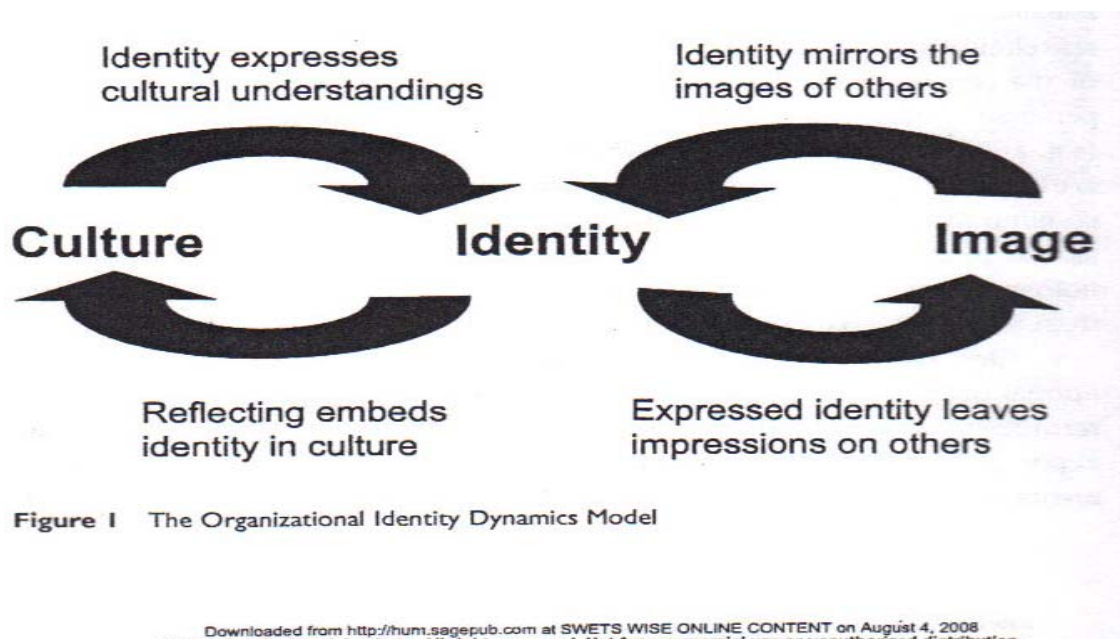 Identity expresses
cultural understandings
Identity mirrors the
images of others
Culture
Identity
Image
Reflecting embeds
identity in culture
Expressed identity leaves
impressions on others
Figure 1 The Organizational Identity Dynamics Model
Downloaded from http://hum.sagepub.com at SWETS WISE ONLINE CONTENT on August 4, 2008